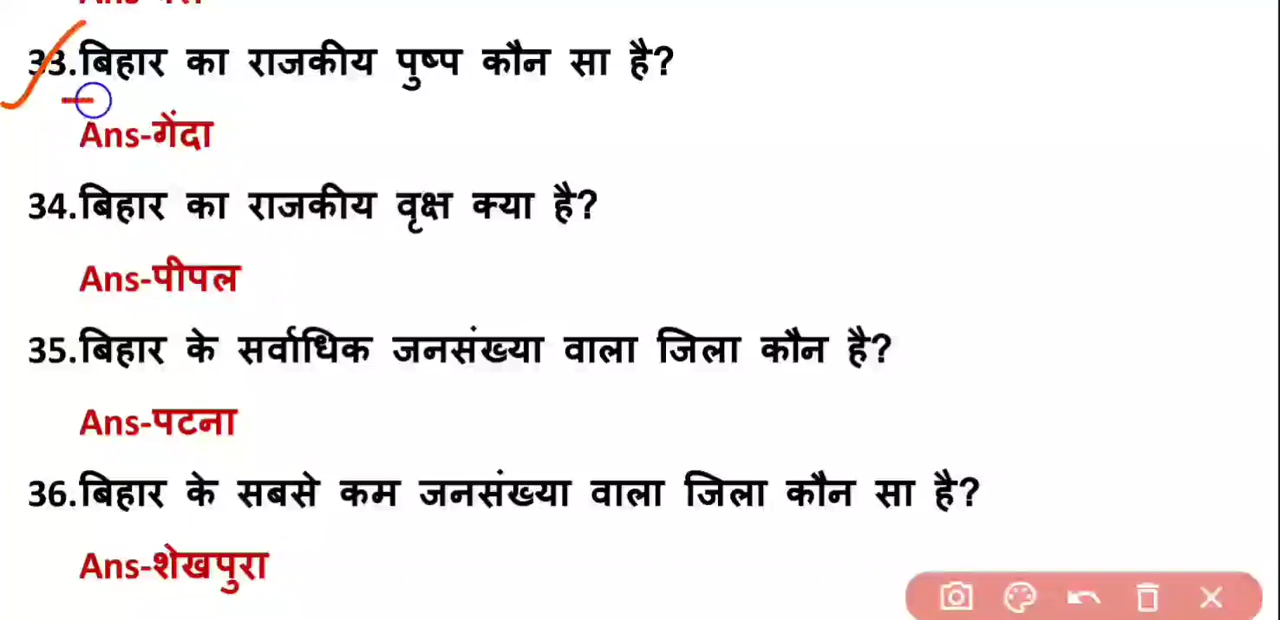 33.बिहार का राजकीय पुष्प कौन सा है?
Ans-गेंदा
34.बिहार का राजकीय वृक्ष क्या है?
Ans-पीपल
35.बिहार के सर्वाधिक जनसंख्या वाला जिला कौन है?
Ans-पटना
36.बिहार के सबसे कम जनसंख्या वाला जिला कौन सा है?
Ans-शेखपुरा